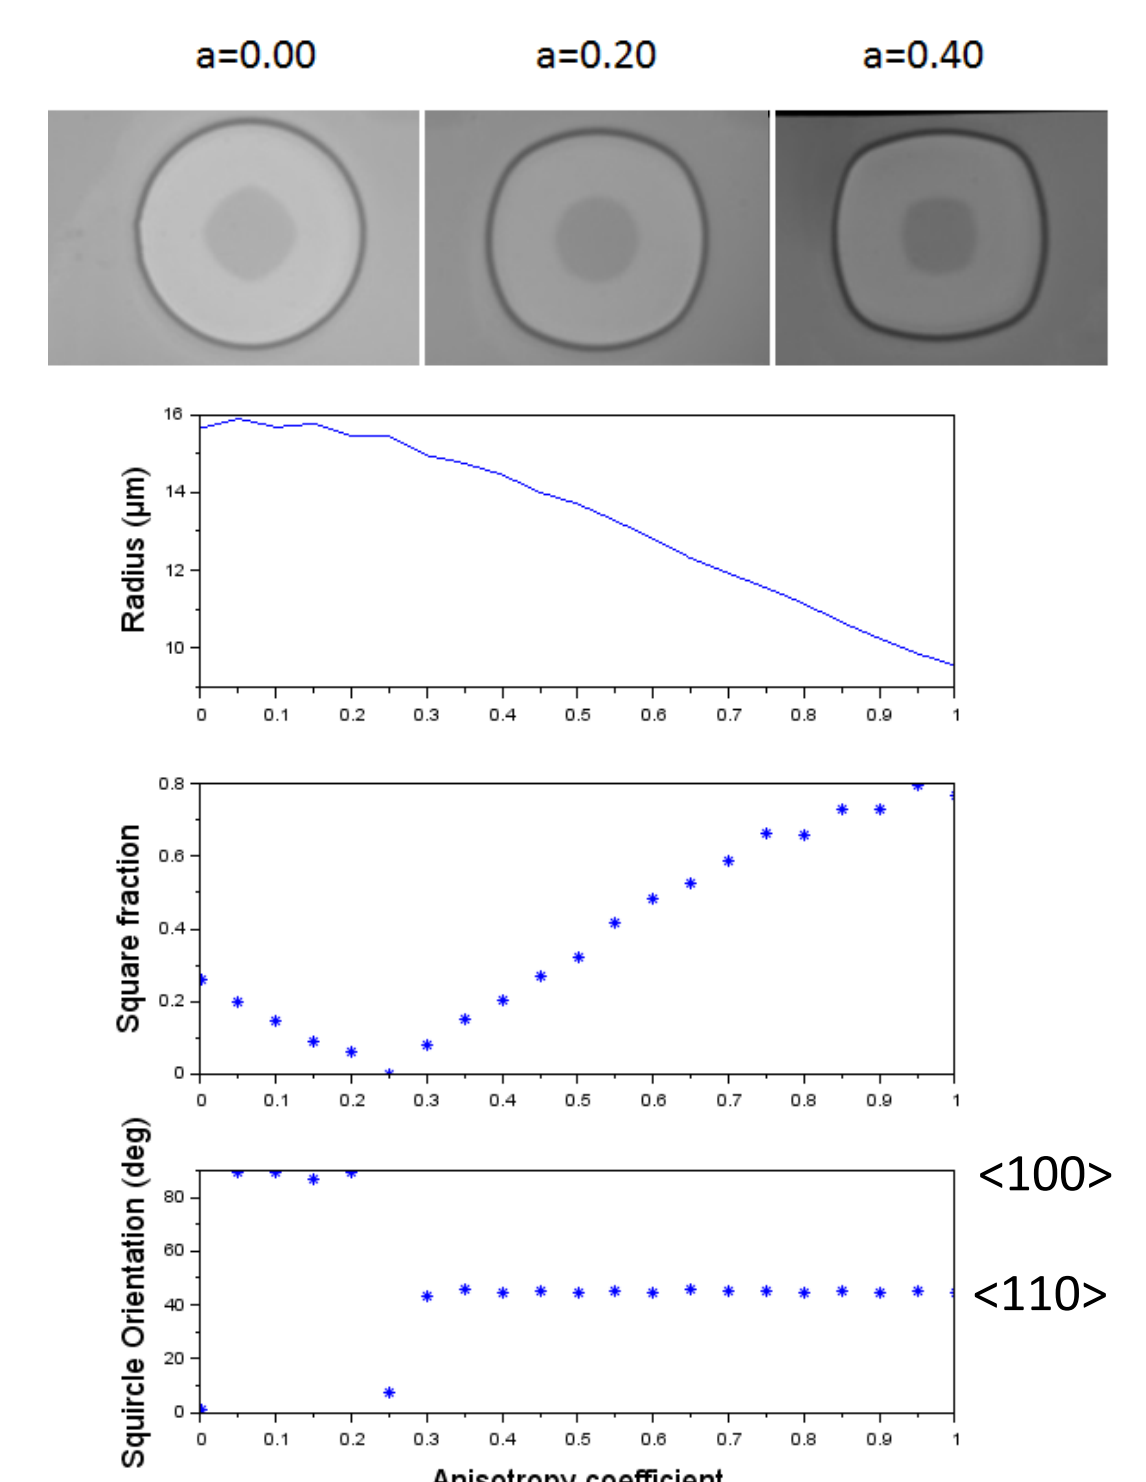 a=0.00 a=0.20 a=0.40
Radius (µm)
16
14
12
10
0 0.1 0.2 0.3 0.4 0.5 0.6 0.7 0.8 0.9 1
Square fraction
0.8
0.6
0.4
0.2
0
0 0.1 0.2 0.3 0.4 0.5 0.6 0.7 0.8 0.9 1
Squircle Orientation (deg)
80
60
40
20
0
<100>
<110>
0 0.1 0.2 0.3 0.4 0.5 0.6 0.7 0.8 0.9 1
Anisotropy coefficient